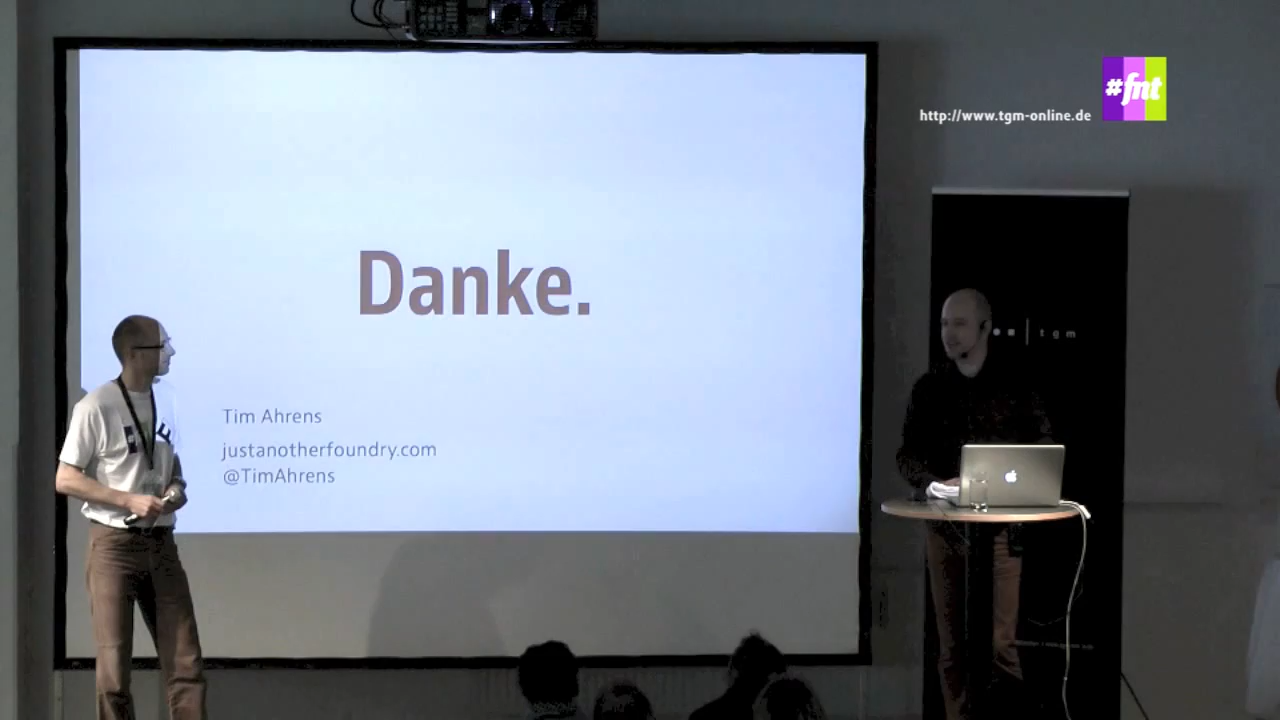 #fnt
http://www.tgm-online.de
Danke.
tgm
Tim Ahrens
justanotherfoundry.com
@TimAhrens